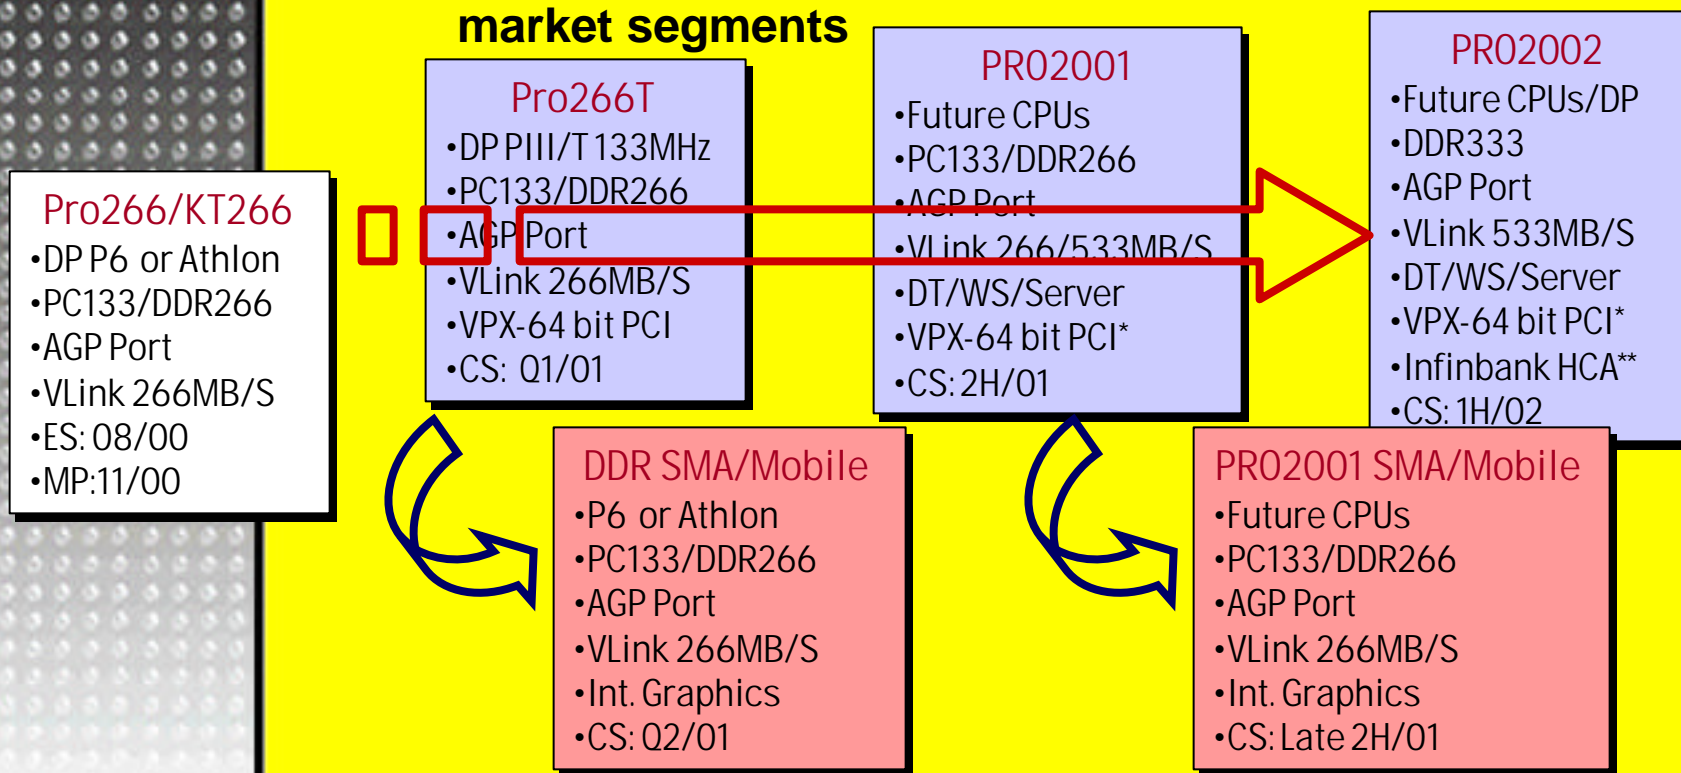 market segments
Pro266/KT266
•DP P6 or Athlon
•PC133/DDR266
•AGP Port
•VLink 266MB/S
•ES: 08/00
•MP:11/00
Pro266T
•DP PIII/T 133MHz
•PC133/DDR266
•AGP Port
•VLink 266MB/S
•VPX-64 bit PCI
•CS: Q1/01
PRO2001
•Future CPUs
•PC133/DDR266
•AGP Port
•VLink 266/533MB/S
•DT/WS/Server
•VPX-64 bit PCI*
•CS: 2H/01
PRO2002
•Future CPUs/DP
•DDR333
•AGP Port
•VLink 533MB/S
•DT/WS/Server
•VPX-64 bit PCI*
•Infinbank HCA**
•CS: 1H/02
DDR SMA/Mobile
•P6 or Athlon
•PC133/DDR266
•AGP Port
•VLink 266MB/S
•Int. Graphics
•CS: Q2/01
PRO2001 SMA/Mobile
•Future CPUs
•PC133/DDR266
•AGP Port
•VLink 266MB/S
•Int. Graphics
•CS: Late 2H/01